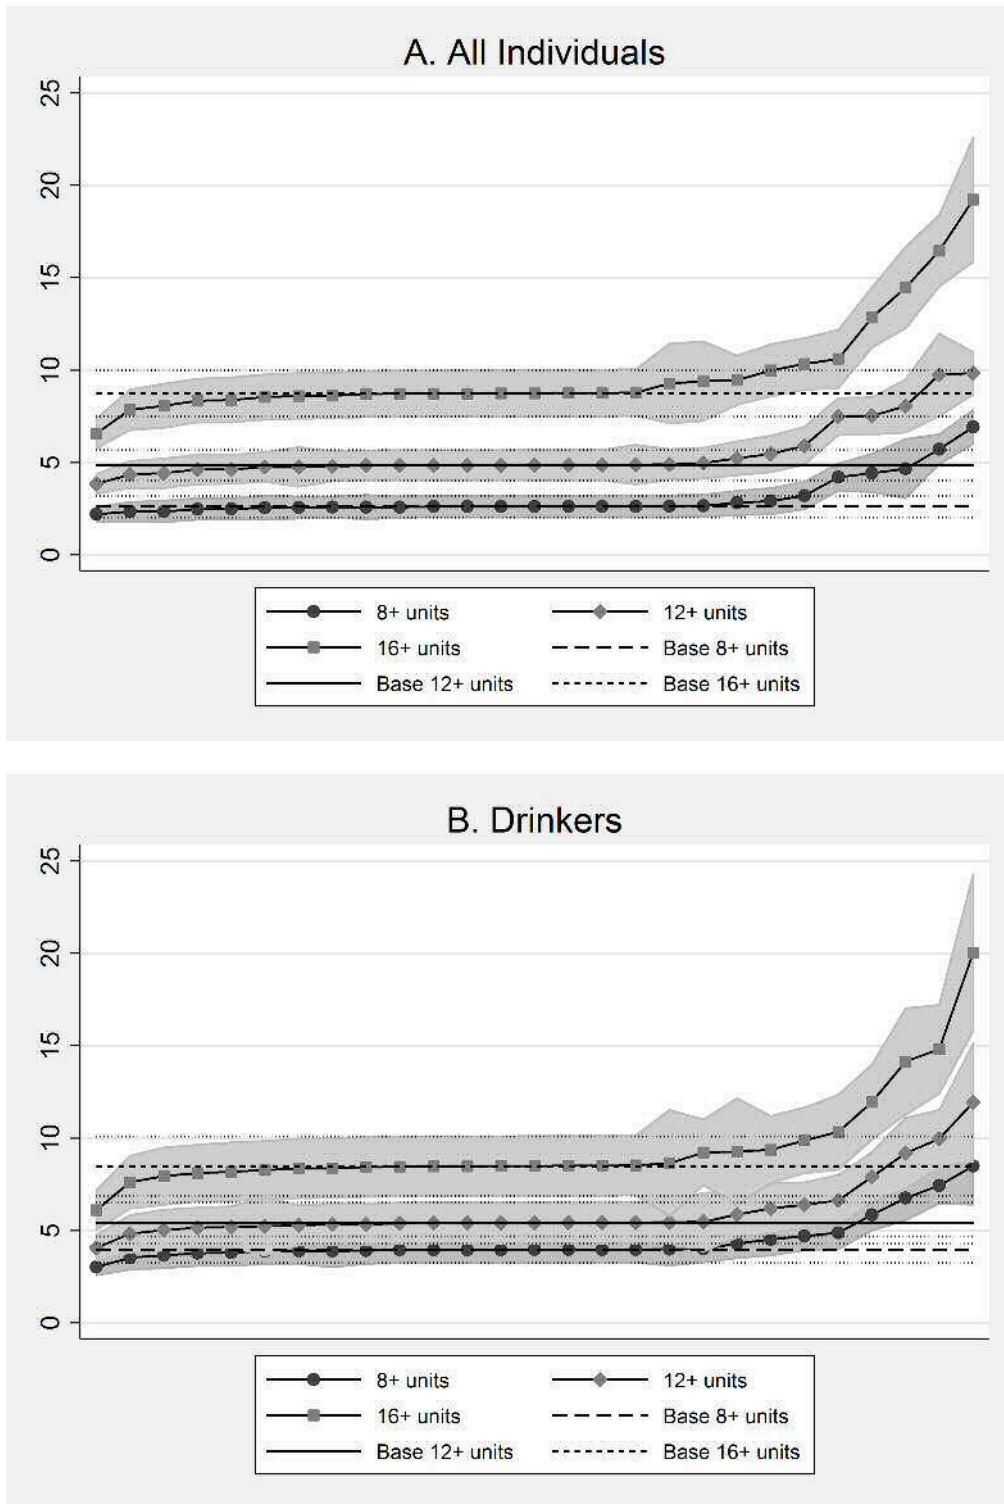 A. All Individuals
25
20
15
10
5
0
8+ units 12+ units
16+ units Base 8+ units
Base 12+ units Base 16+ units
B. Drinkers
25
20
15
10
5
0
8+ units 12+ units
16+ units Base 8+ units
Base 12+ units Base 16+ units